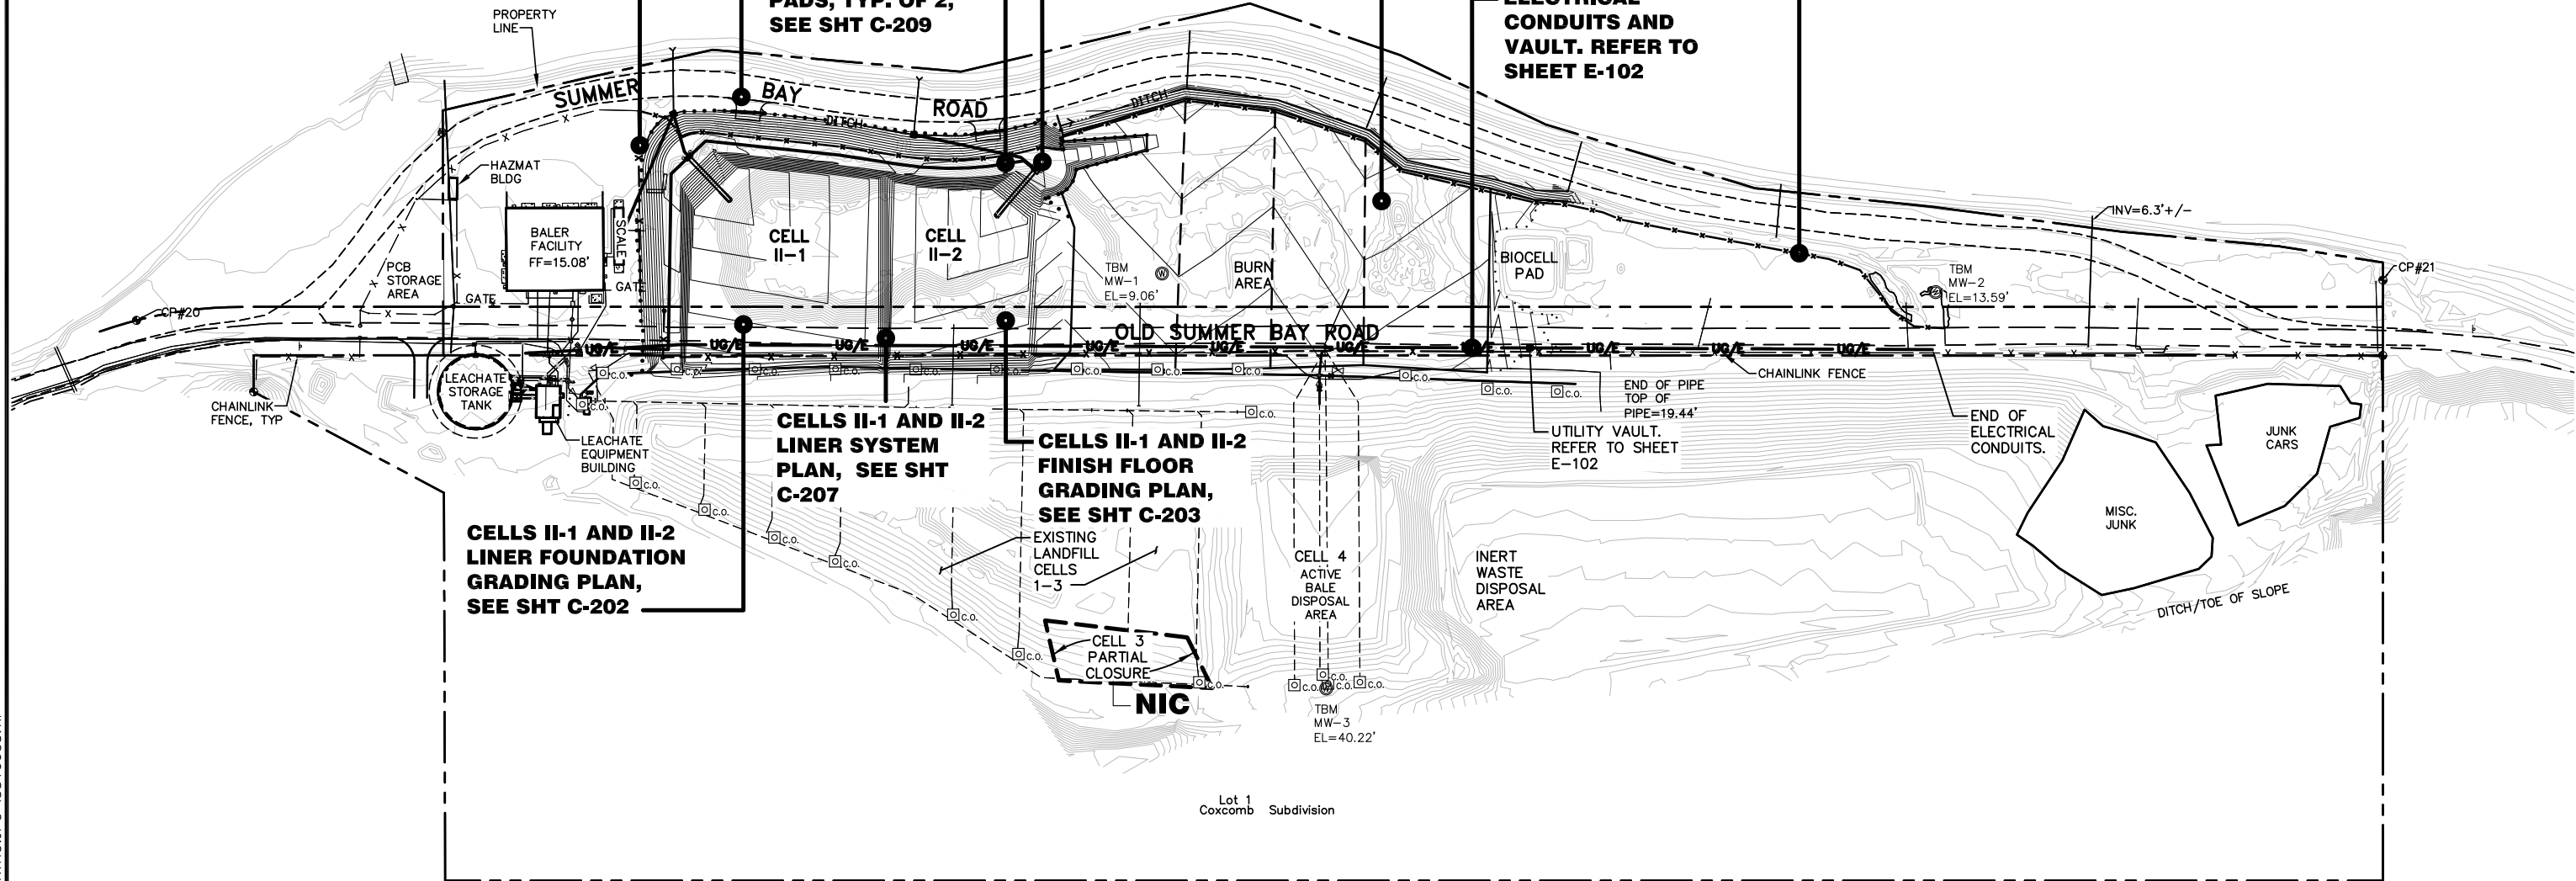 PROPERTY
LINE
PADS, TYP. OF 2,
SEE SHT C-209
CONDUITS AND
VAULT. REFER TO
SHEET E-102
SUMMER
BAY
ROAD
DITCH
DITCH
HAZMAT
BLDG
BALER
FACILITY
FF=15.08'
SCALE
PCB
STORAGE
AREA
GATE
GATE
CELL
II-1
CELL
II-2
TBM
MW-1
EL=9.06'
BURN
AREA
BIOCELL
PAD
TBM
MW-2
EL=13.59'
INV=6.3'+/-
CP#21
CP#20
OLD SUMMER BAY ROAD
UG/E
UG/E
UG/E
UG/E
UG/E
UG/E
UG/E
UG/E
UG/E
UG/E
CHAINLINK FENCE
LEACHATE
STORAGE
TANK
CHAINLINK
FENCE, TYP
LEACHATE
EQUIPMENT
BUILDING
C.O.
C.O.
C.O.
C.O.
C.O.
C.O.
C.O.
C.O.
C.O.
C.O.
C.O.
C.O.
C.O.
C.O.
END OF PIPE
TOP OF
PIPE=19.44'
UTILITY VAULT.
REFER TO SHEET
E-102
END OF
ELECTRICAL
CONDUITS.
JUNK
CARS
MISC.
JUNK
CELLS II-1 AND II-2
LINER SYSTEM
PLAN, SEE SHT
C-207
CELLS II-1 AND II-2
FINISH FLOOR
GRADING PLAN,
SEE SHT C-203
CELLS II-1 AND II-2
LINER FOUNDATION
GRADING PLAN,
SEE SHT C-202
EXISTING
LANDFILL
CELLS
1-3
CELL 4
ACTIVE
BALE
DISPOSAL
AREA
INERT
WASTE
DISPOSAL
AREA
DITCH/TOE OF SLOPE
C.O.
C.O.
C.O.
C.O.
C.O.
C.O.
C.O.
C.O.
C.O.
C.O.
C.O.
CELL 3
PARTIAL
CLOSURE
NIC
TBM
MW-3
EL=40.22'
Lot 1
Coxcomb Subdivision